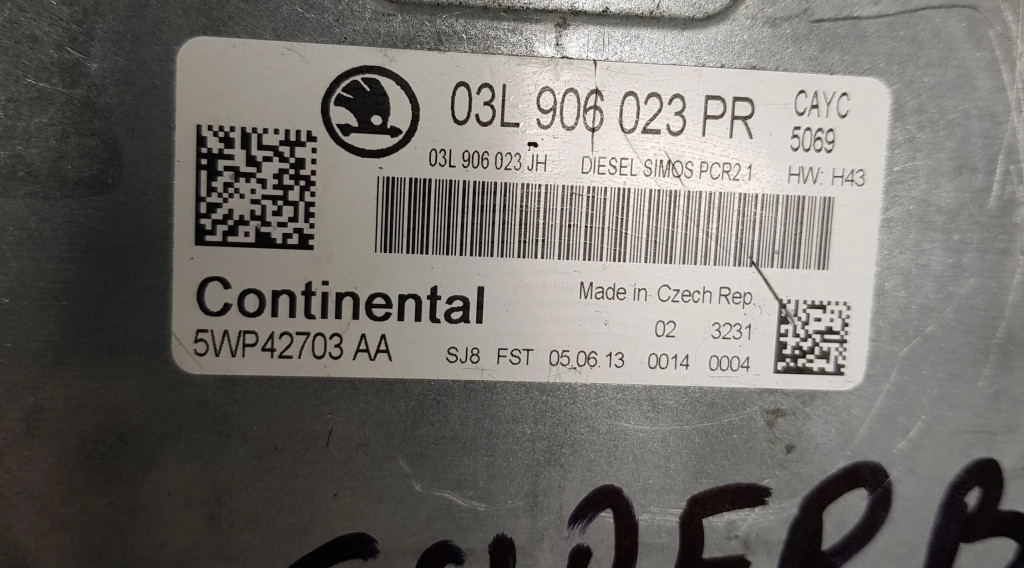 03L 906 023 PR
CAYC
5069
03L 906 023 JH DIESEL SIMOS PCR2.1 HW: H43
Continental
Made in Czech Rep.
02 3231
5WP42703 AA
SJ8 FST 05.06.13 0014 0004